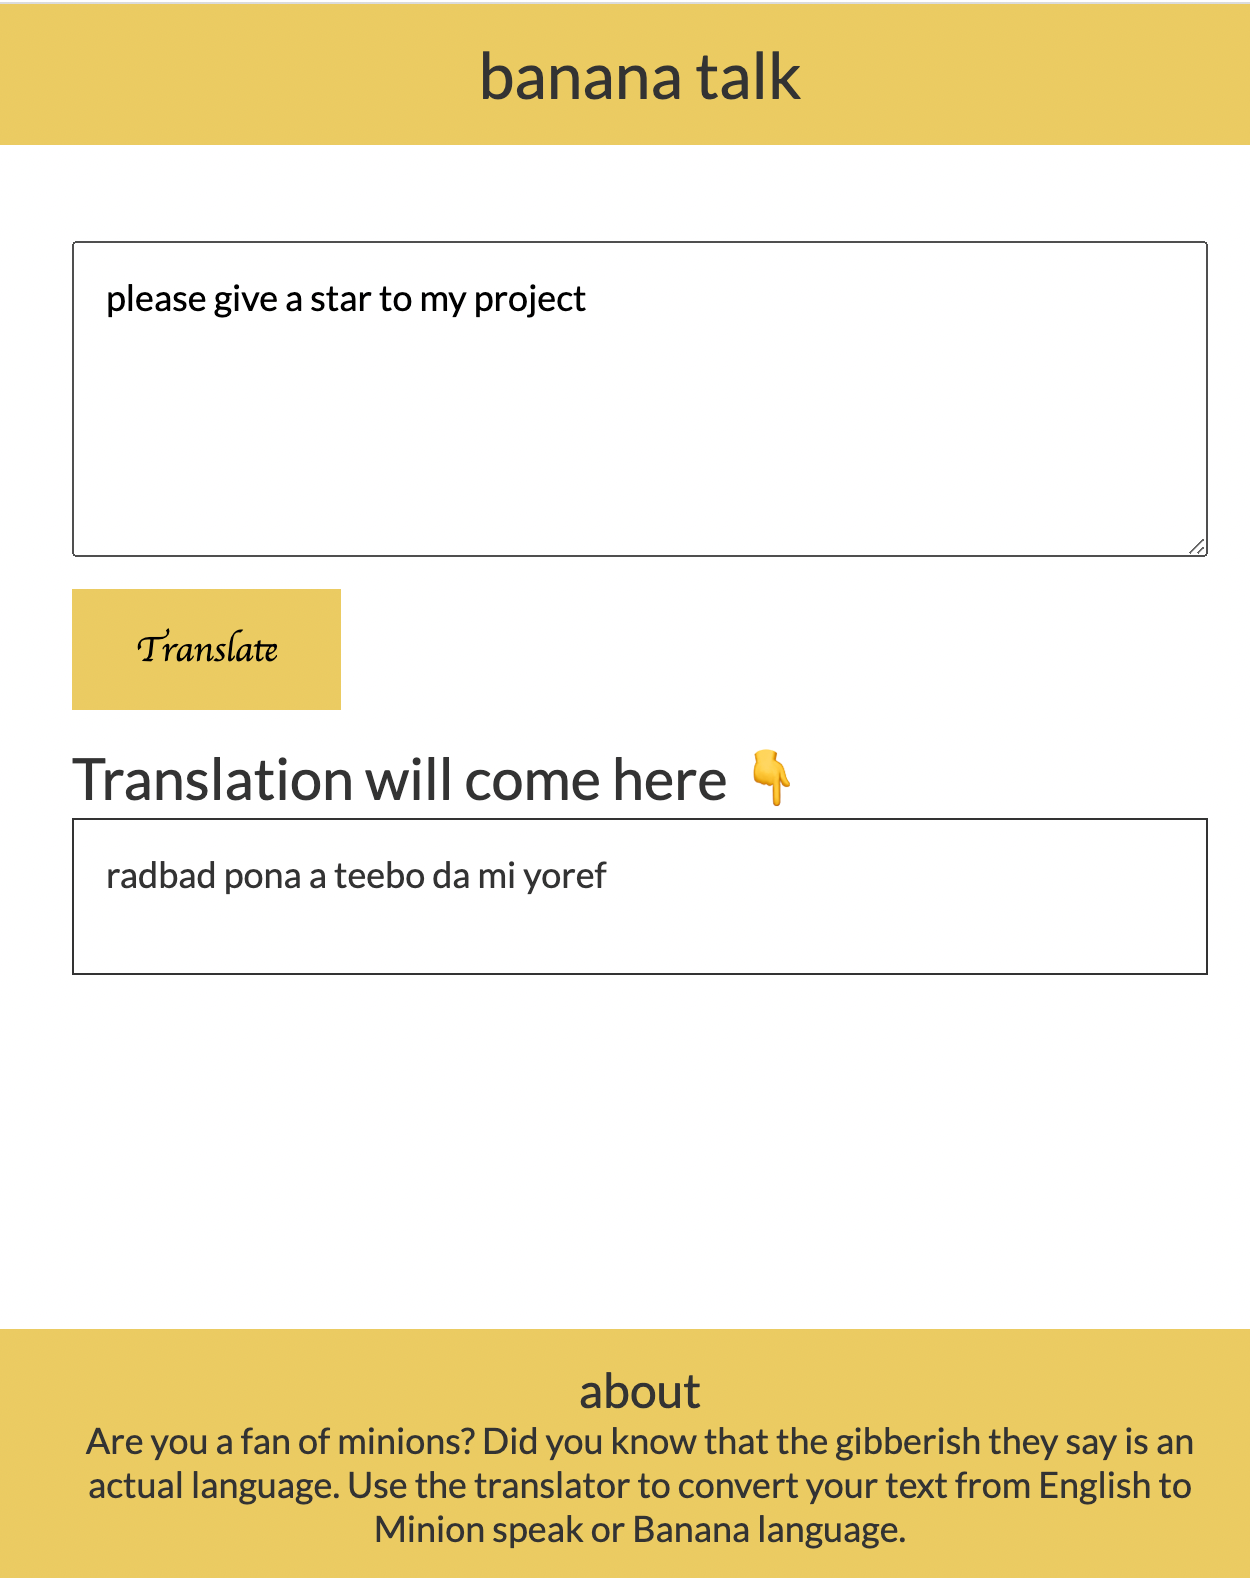 banana talk
please give a star to my project
Translate
Translation will come here 👇
radbad pona a teebo da mi yoref
about
Are you a fan of minions? Did you know that the gibberish they say is an
actual language. Use the translator to convert your text from English to
Minion speak or Banana language.